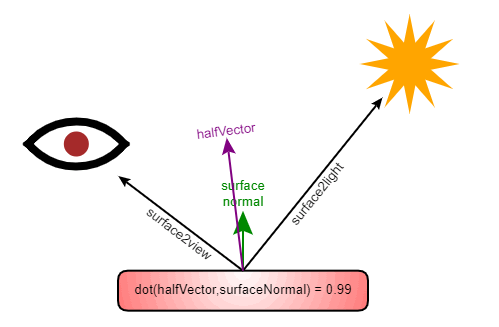 halfVector
surface
normal
surface2light
surface2view
dot(halfVector,surfaceNormal) = 0.99